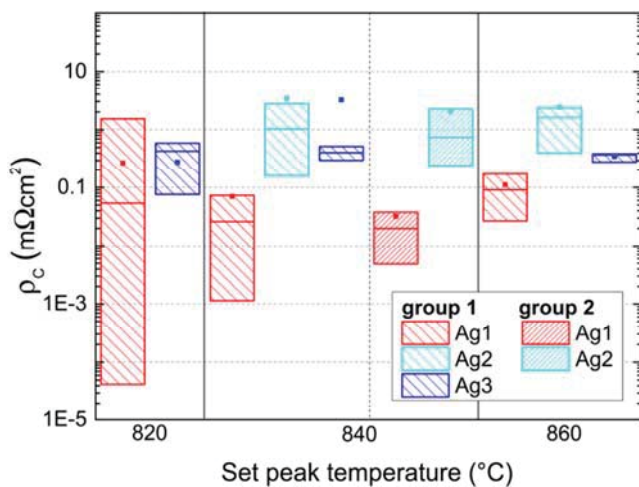 10
0.1
1E-3
1E-5
ρC (mΩcm²)
group 1 group 2
Ag1 Ag1
Ag2 Ag2
Ag3
820 840 860
Set peak temperature (°C)